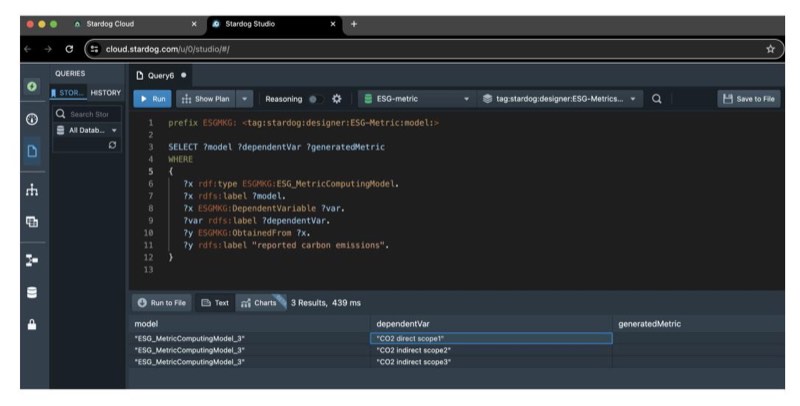 Stardog Cloud × Stardog Studio × +
cloud.stardog.com/u/0/studio/#/
QUERIES
STOR... HISTORY
Search Stor
All Datab...
Query6
Run Show Plan Reasoning ESG-metric tag:stardog:designer:ESG-Metrics... Save to File
1 prefix ESGMKG: <tag:stardog:designer:ESG-Metric:model:>
2
3 SELECT ?model ?dependentVar ?generatedMetric
4 WHERE
5 {
6 ?x rdf:type ESGMKG:ESG_MetricComputingModel.
7 ?x rdfs:label ?model.
8 ?x ESGMKG:DependentVariable ?var.
9 ?var rdfs:label ?dependentVar.
10 ?y ESGMKG:ObtainedFrom ?x.
11 ?y rdfs:label "reported carbon emissions".
12 }
13
Run to File Text Charts 3 Results, 439 ms
model dependentVar generatedMetric
"ESG_MetricComputingModel_3" "CO2 direct scope1"
"ESG_MetricComputingModel_3" "CO2 indirect scope2"
"ESG_MetricComputingModel_3" "CO2 indirect scope3"